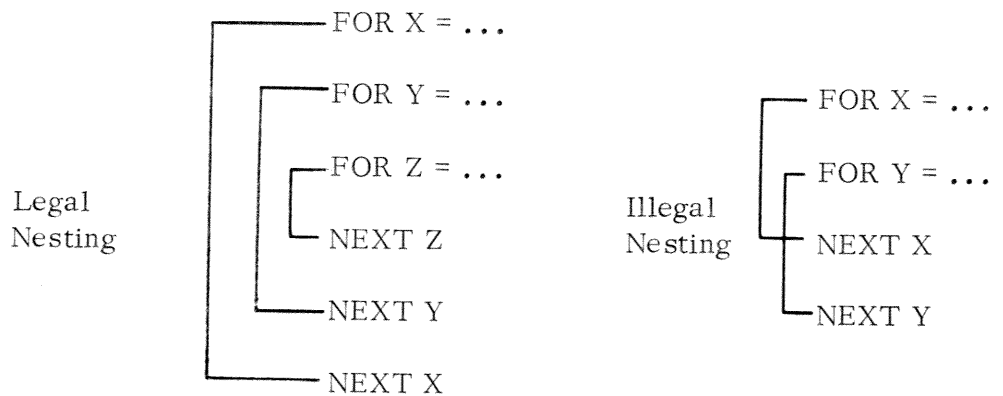 Legal
Nesting
FOR X = ...
FOR Y = ...
FOR Z = ...
NEXT Z
NEXT Y
NEXT X
Illegal
Nesting
FOR X = ...
FOR Y = ...
NEXT X
NEXT Y